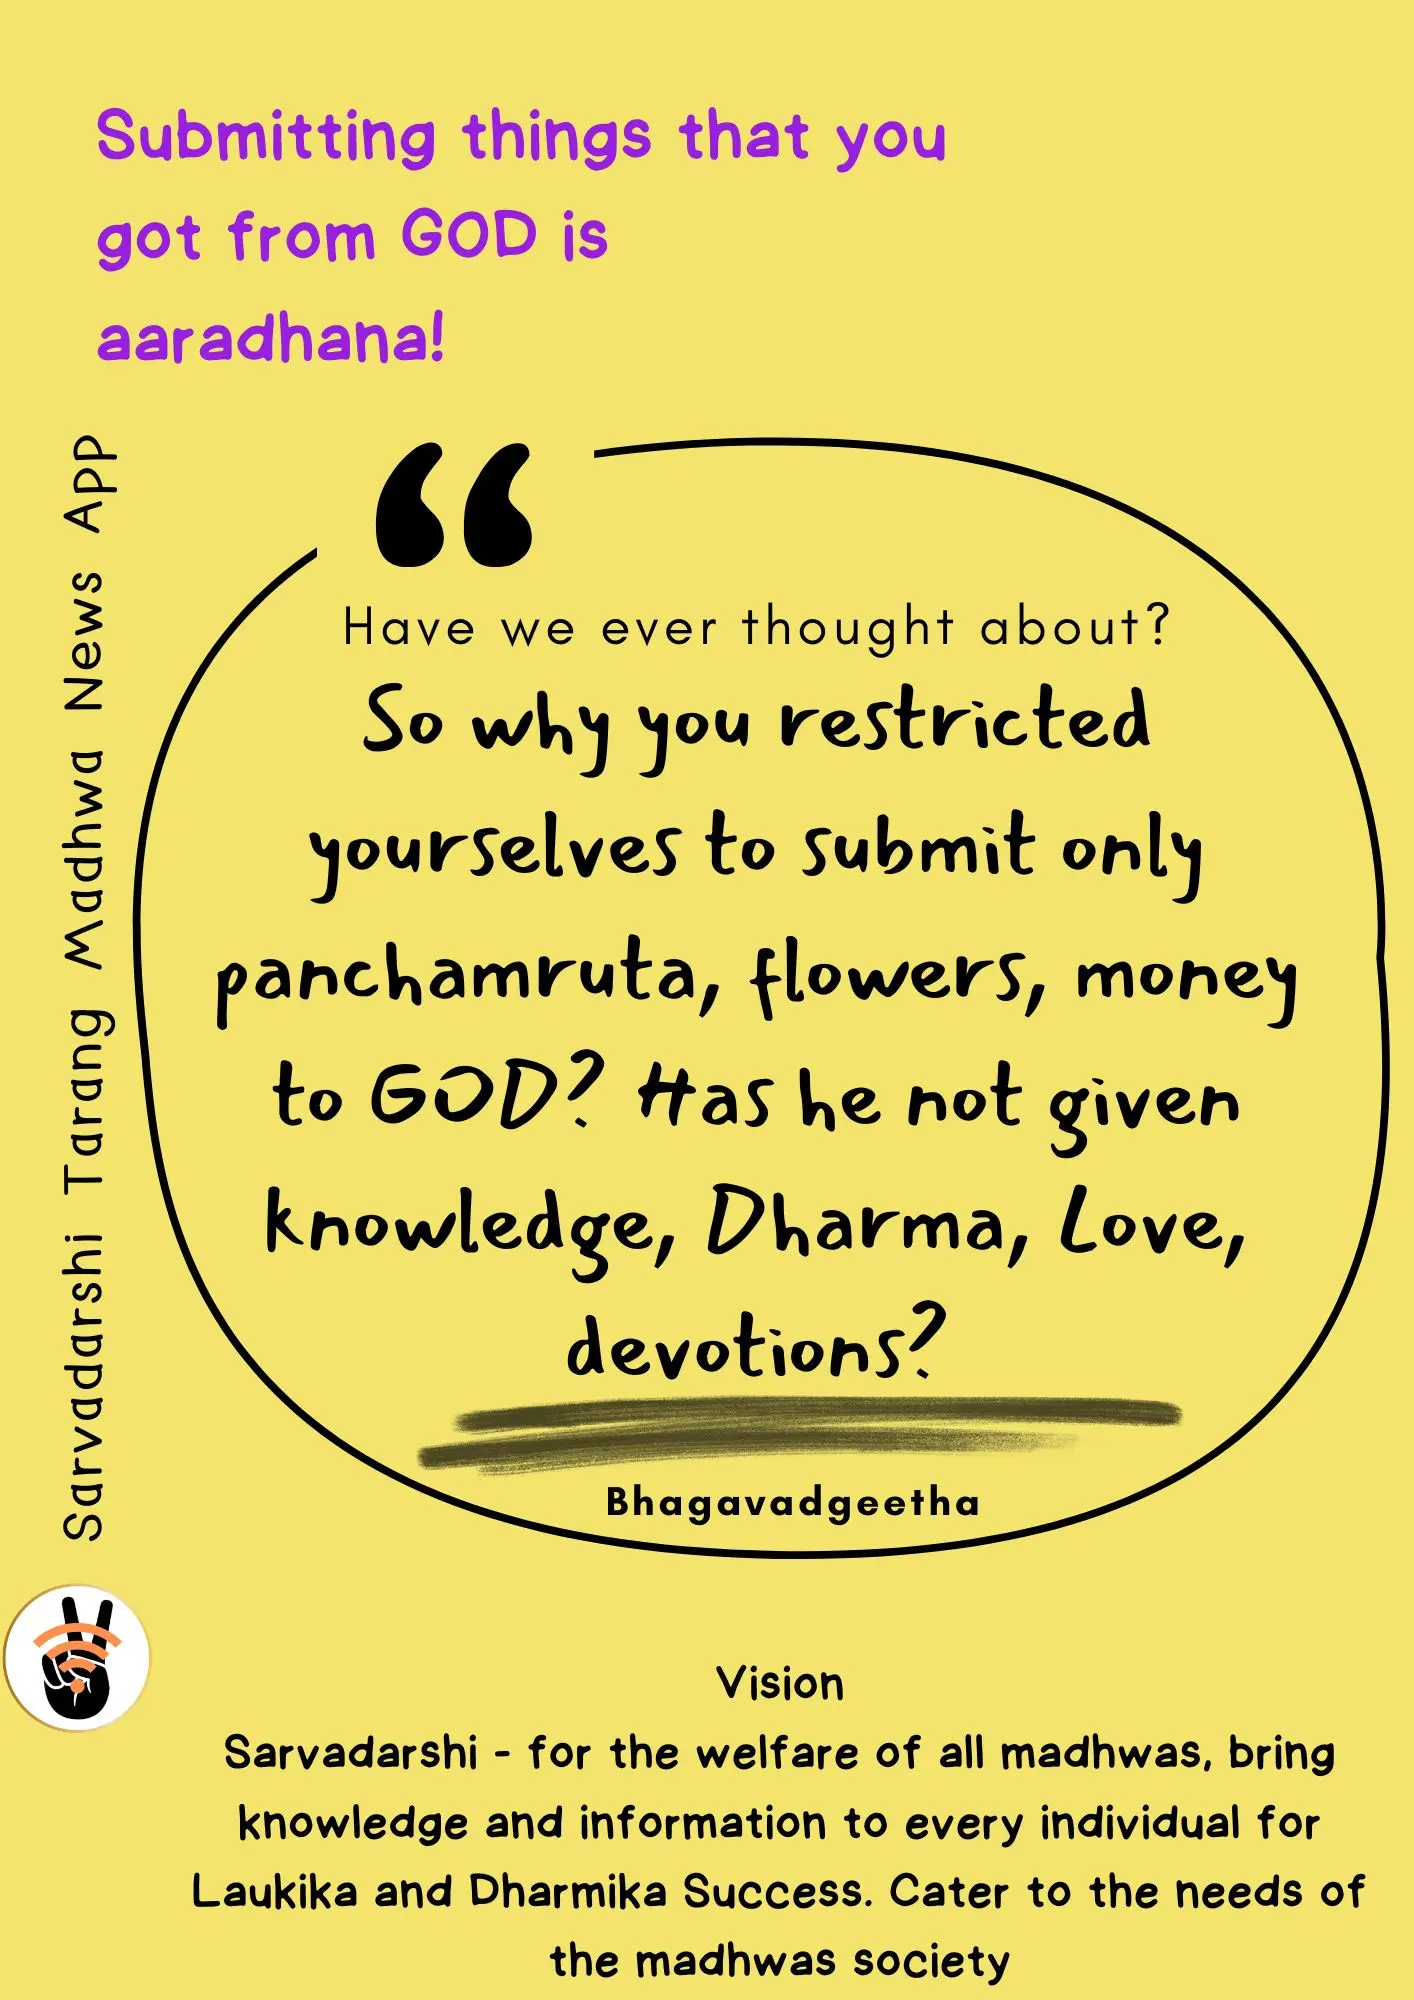 Submitting things that you
got from GOD is
aaradhana!
Sarvadarshi Tarang Madhwa News App
“
Have we ever thought about?
So why you restricted
yourselves to submit only
panchamruta, flowers, money
to GOD? Has he not given
knowledge, Dharma, Love,
devotions?
Bhagavadgeetha
Vision
Sarvadarshi - for the welfare of all madhwas, bring
knowledge and information to every individual for
Laukika and Dharmika Success. Cater to the needs of
the madhwas society